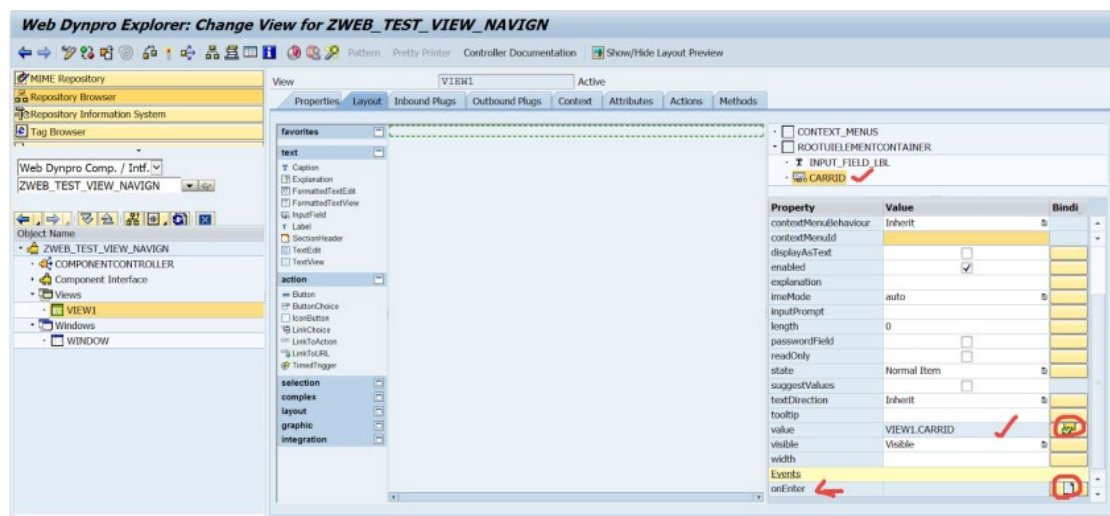 Web Dynpro Explorer: Change View for ZWEB_TEST_VIEW_NAVIGN
Pattern Pretty Printer Controller Documentation Show/Hide Layout Preview
MIME Repository
Repository Browser
Repository Information System
Tag Browser
Web Dynpro Comp. / Intf.
ZWEB_TEST_VIEW_NAVIGN
Object Name
ZWEB_TEST_VIEW_NAVIGN
COMPONENTCONTROLLER
Component Interface
Views
VIEW1
Windows
WINDOW
View VIEW1 Active
Properties Layout Inbound Plugs Outbound Plugs Context Attributes Actions Methods
favorites
text
Caption
Explanation
FormattedTextEdit
FormattedTextView
InputField
Label
SectionHeader
TextEdit
TextView
action
Button
ButtonChoice
IconButton
LinkChoice
LinkToAction
LinkToURL
TimedTrigger
selection
complex
layout
graphic
integration
CONTEXT_MENUS
ROOTUIELEMENTCONTAINER
INPUT_FIELD_LBL
CARRID
Property Value Bindi
contextMenuBehaviour Inherit
contextMenuId
displayAsText
enabled
explanation
imeMode auto
inputPrompt
length 0
passwordField
readOnly
state Normal Item
suggestValues
textDirection Inherit
tooltip
value VIEW1.CARRID
visible Visible
width
Events
onEnter